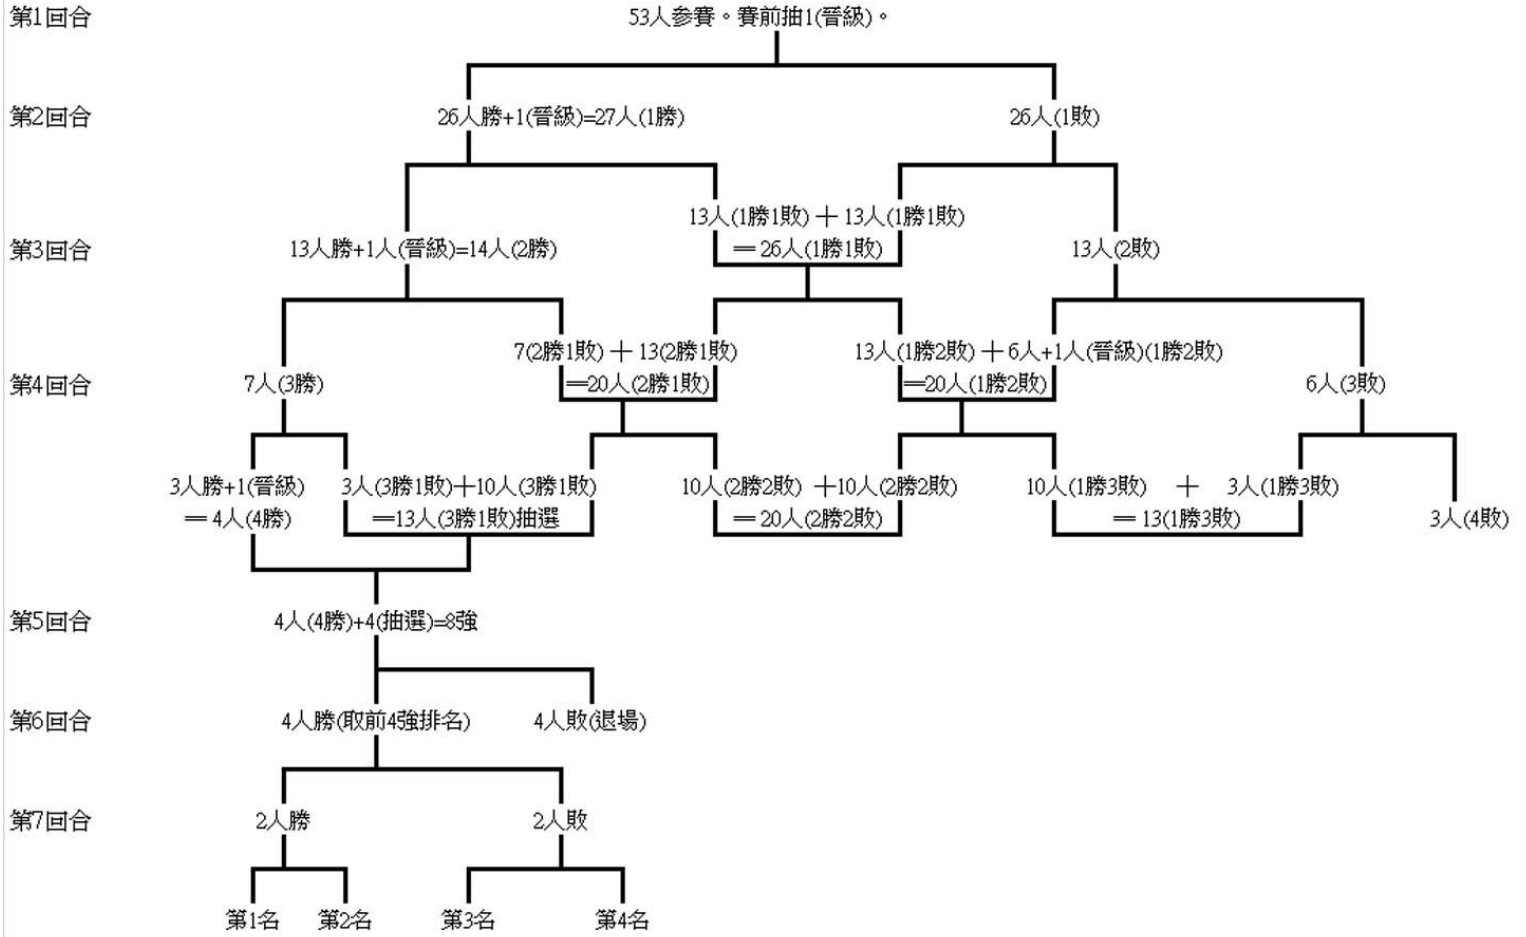 第1回合
53人參賽。賽前抽1(晉級)。
第2回合
26人勝+1(晉級)=27人(1勝)
26人(1敗)
13人(1勝1敗)＋13人(1勝1敗)
第3回合
13人勝+1人(晉級)=14人(2勝)
＝26人(1勝1敗)
13人(2敗)
7(2勝1敗)＋13(2勝1敗)
13人(1勝2敗)＋6人+1人(晉級)(1勝2敗)
第4回合
7人(3勝)
＝20人(2勝1敗)
＝20人(1勝2敗)
6人(3敗)
3人勝+1(晉級)
3人(3勝1敗)＋10人(3勝1敗)
10人(2勝2敗)＋10人(2勝2敗)
10人(1勝3敗)　＋　3人(1勝3敗)
＝4人(4勝)
＝13人(3勝1敗)抽選
＝20人(2勝2敗)
＝13(1勝3敗)
3人(4敗)
第5回合
4人(4勝)+4(抽選)=8強
第6回合
4人勝(取前4強排名)
4人敗(退場)
第7回合
2人勝
2人敗
第1名
第2名
第3名
第4名